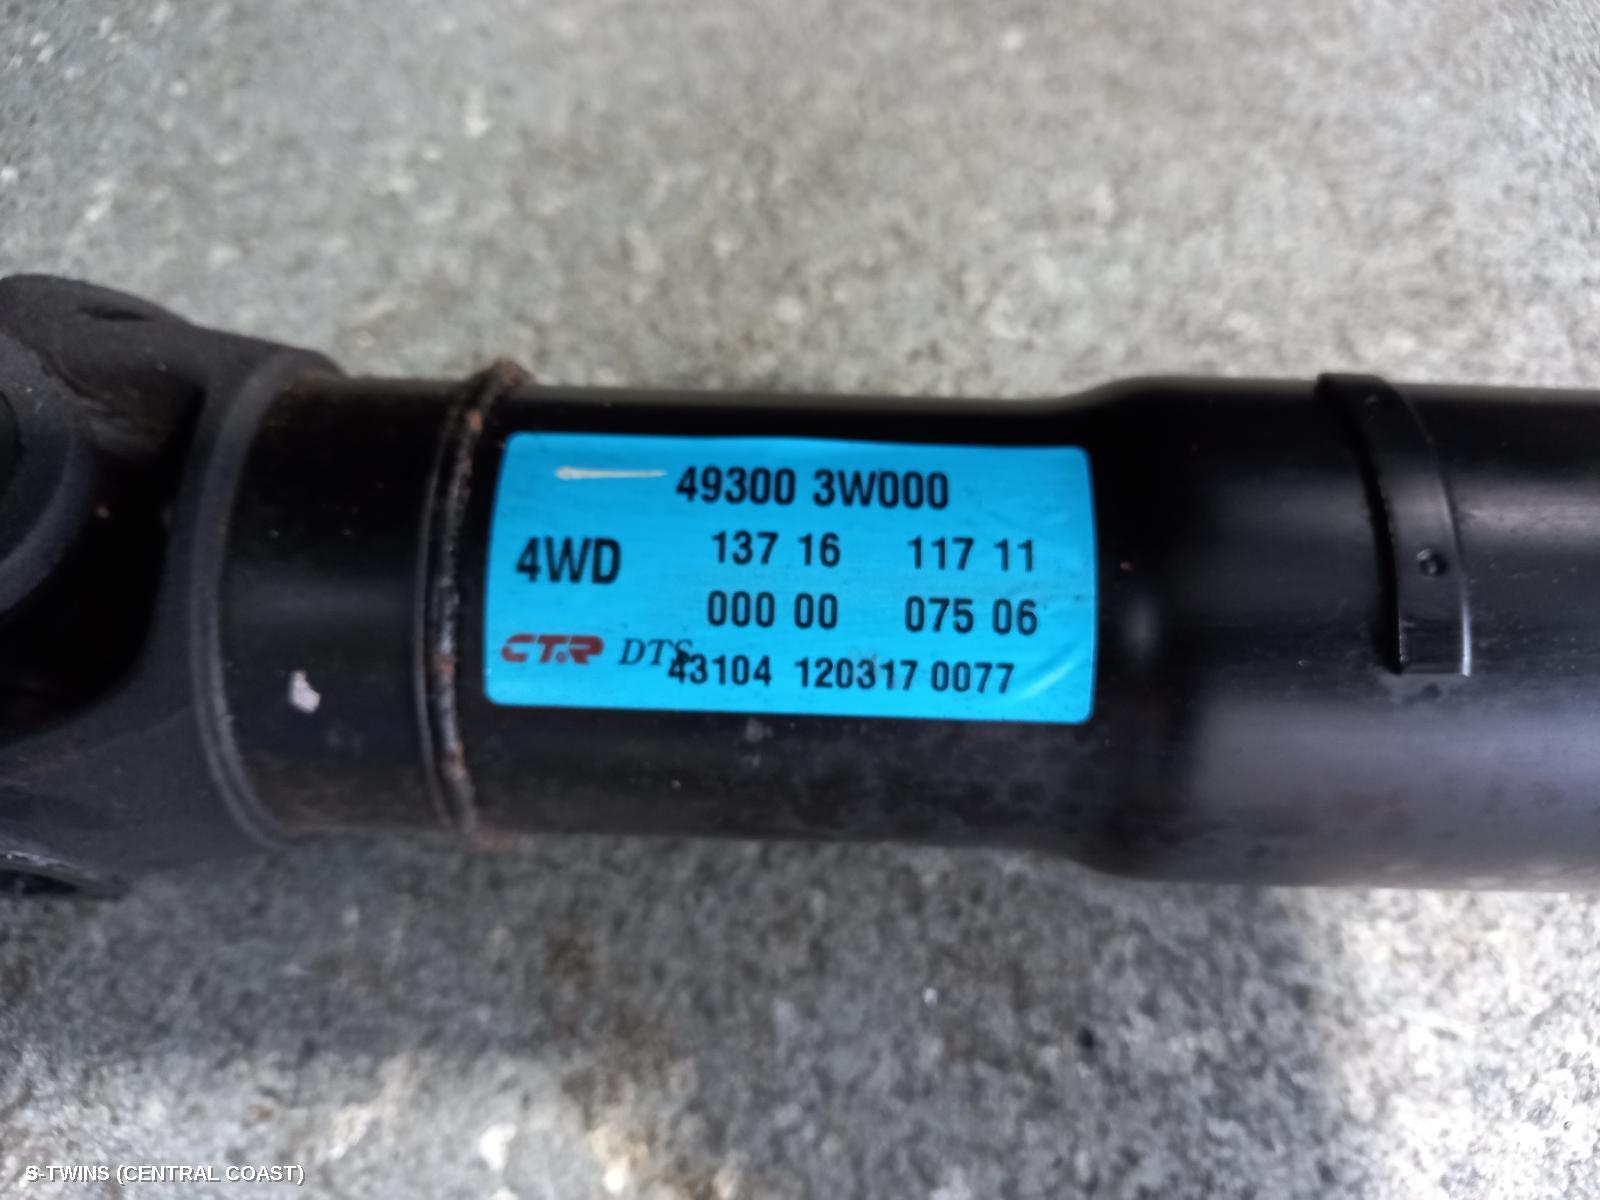 49300 3W000
4WD
137 16 117 11
000 00 075 06
CTR DTS
43104 120317 0077
S-TWINS (CENTRAL COAST)